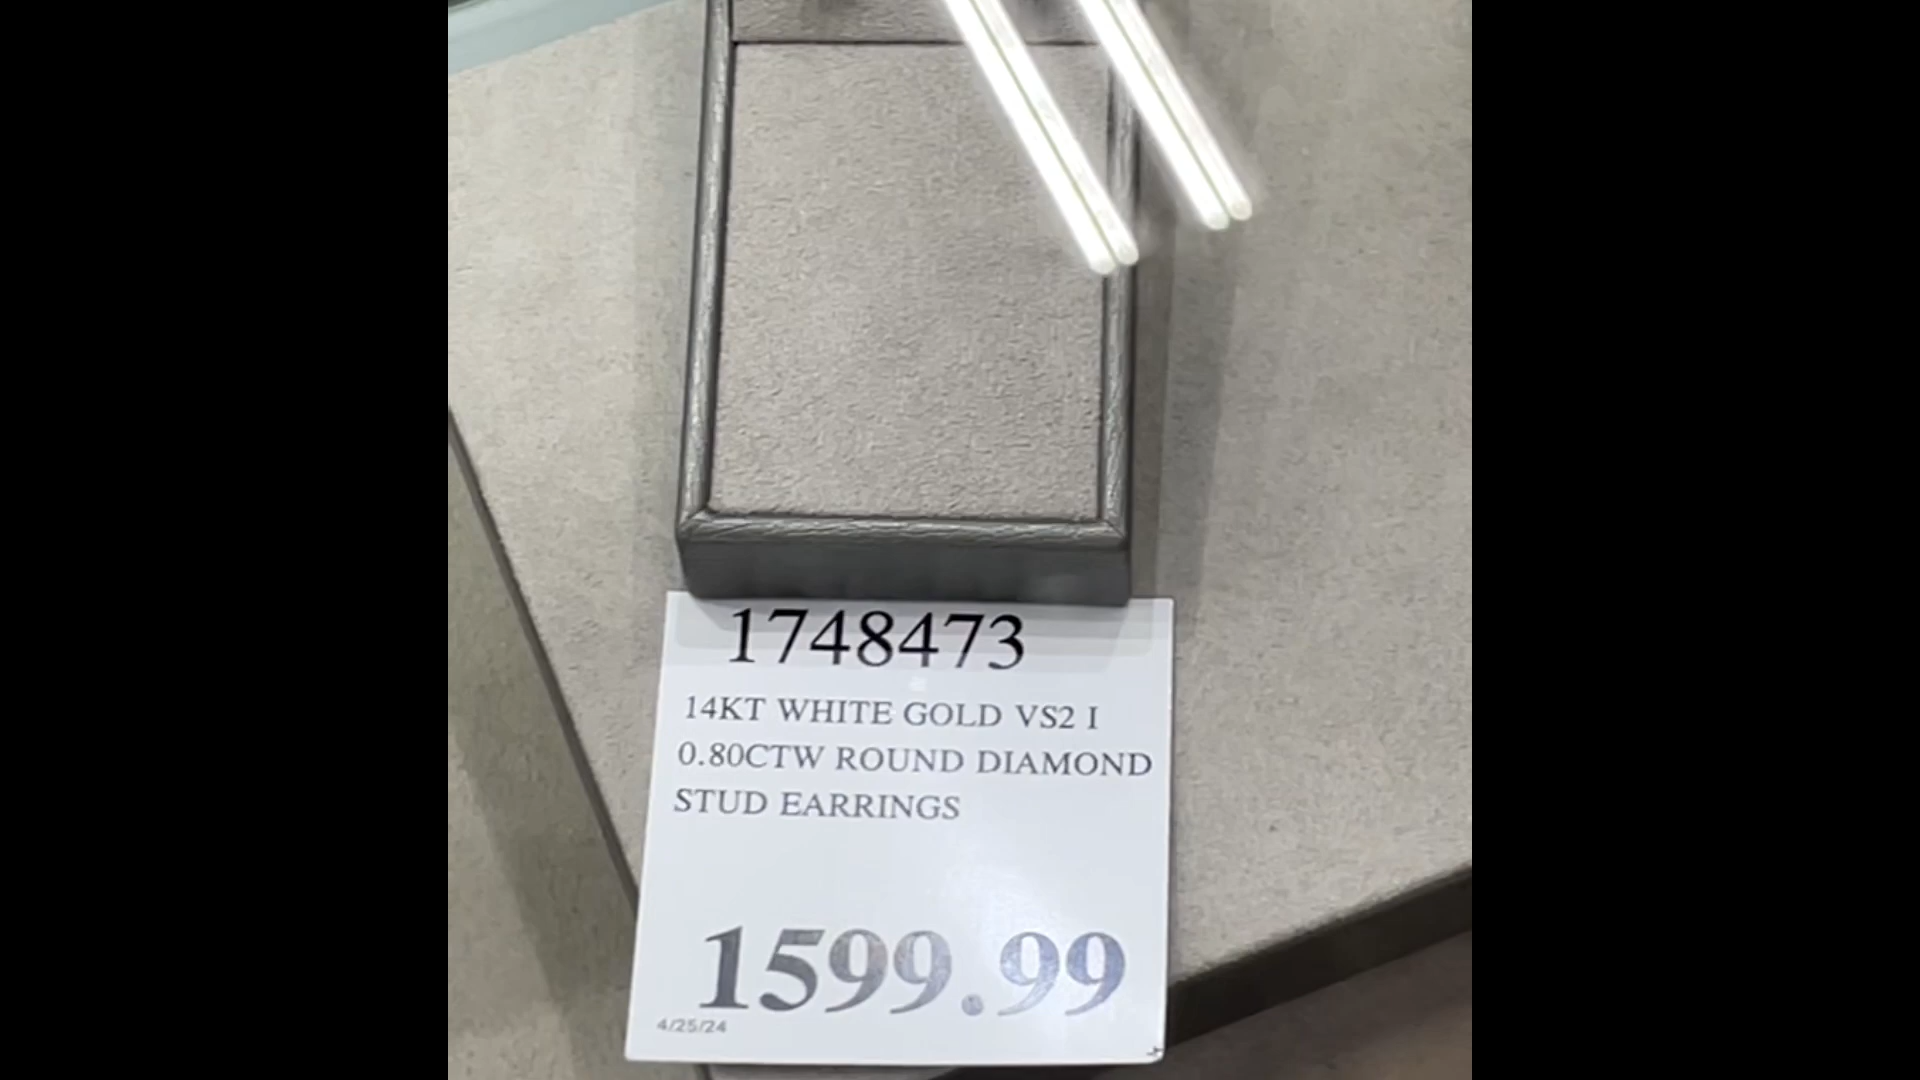 1748473
14KT WHITE GOLD VS2 I
0.80CTW ROUND DIAMOND
STUD EARRINGS
1599.99
4/25/24